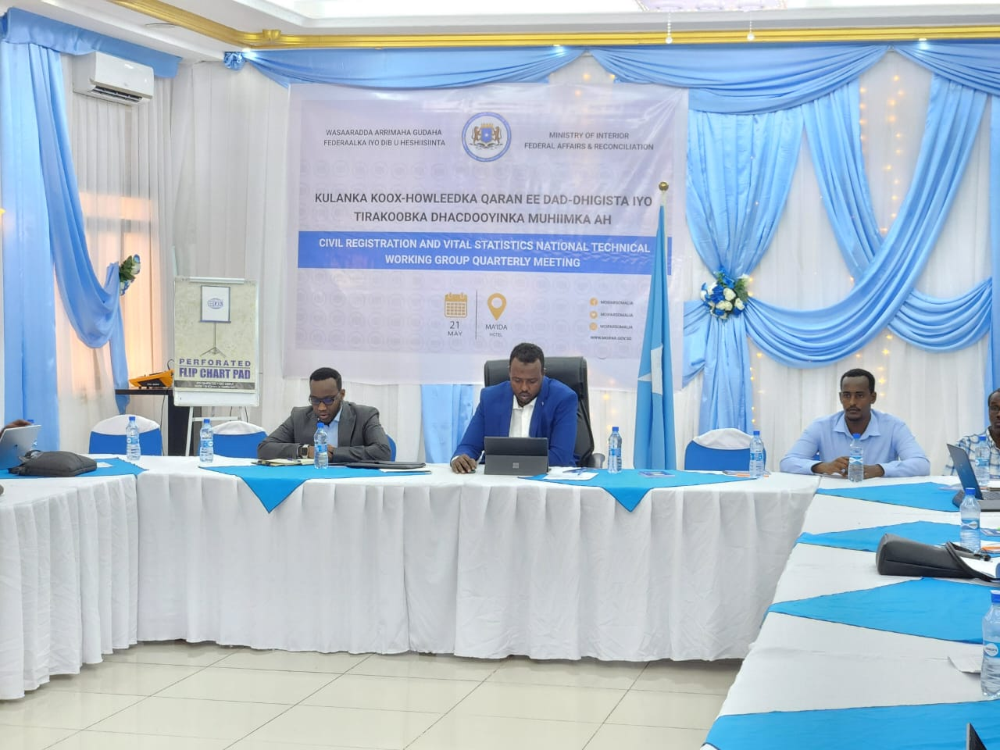 WASAARADDA ARRIMAHA GUDAHA
FEDERAALKA IYO DIB U HESHIISIINTA
MINISTRY OF INTERIOR
FEDERAL AFFAIRS & RECONCILIATION
KULANKA KOOX-HOWLEEDKA QARAN EE DAD-DHIGISTA IYO
TIRAKOOBKA DHACDOOYINKA MUHIIMKA AH
CIVIL REGISTRATION AND VITAL STATISTICS NATIONAL TECHNICAL
WORKING GROUP QUARTERLY MEETING
21
MAY
MA'IDA
HOTEL
MOIFARSOMALIA
MOIFARSOMALIA
MOIFARSOMALIA
WWW.MOIFAR.GOV.SO
PERFORATED
FLIP CHART PAD